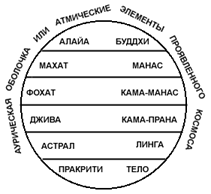 АУРИЧЕСКАЯ ОБОЛОЧКА ИЛИ АТМИЧЕСКИЕ ЭЛЕМЕНТЫ ПРОЯВЛЕННОГО КОСМОСА
АЛАЙА БУДДХИ
МАХАТ МАНАС
ФОХАТ КАМА-МАНАС
ДЖИВА КАМА-ПРАНА
АСТРАЛ ЛИНГА
ПРАКРИТИ ТЕЛО